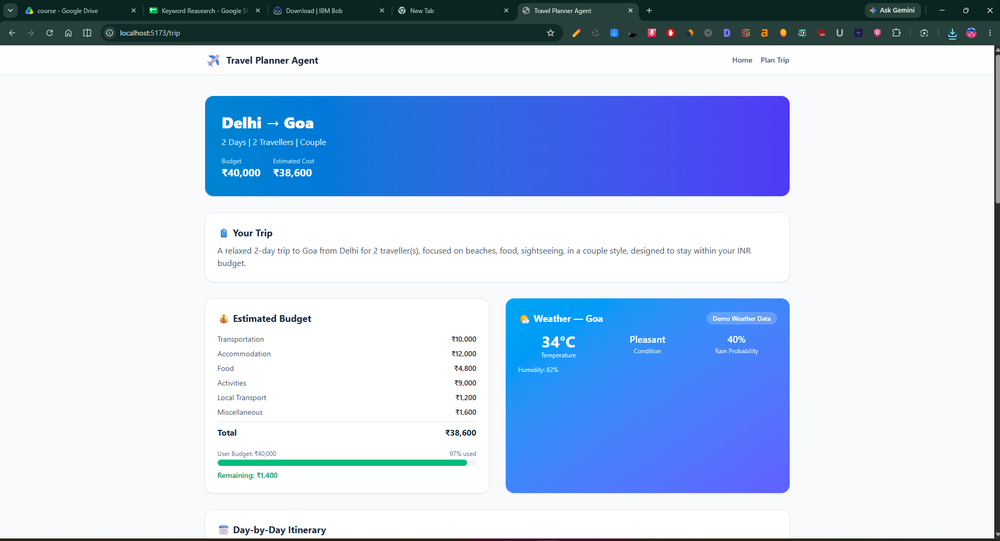 course - Google Drive
Keyword Reasearch - Google Sh
Download | IBM Bob
New Tab
Travel Planner Agent
Ask Gemini
localhost:5173/trip
Travel Planner Agent
Home
Plan Trip
Delhi → Goa
2 Days | 2 Travellers | Couple
Budget
₹40,000
Estimated Cost
₹38,600
Your Trip
A relaxed 2-day trip to Goa from Delhi for 2 traveller(s), focused on beaches, food, sightseeing, in a couple style, designed to stay within your INR
budget.
Estimated Budget
Transportation ₹10,000
Accommodation ₹12,000
Food ₹4,800
Activities ₹9,000
Local Transport ₹1,200
Miscellaneous ₹1,600
Total ₹38,600
User Budget: ₹40,000 97% used
Remaining: ₹1,400
Weather — Goa
Demo Weather Data
34°C
Temperature
Pleasant
Condition
40%
Rain Probability
Humidity: 82%
Day-by-Day Itinerary